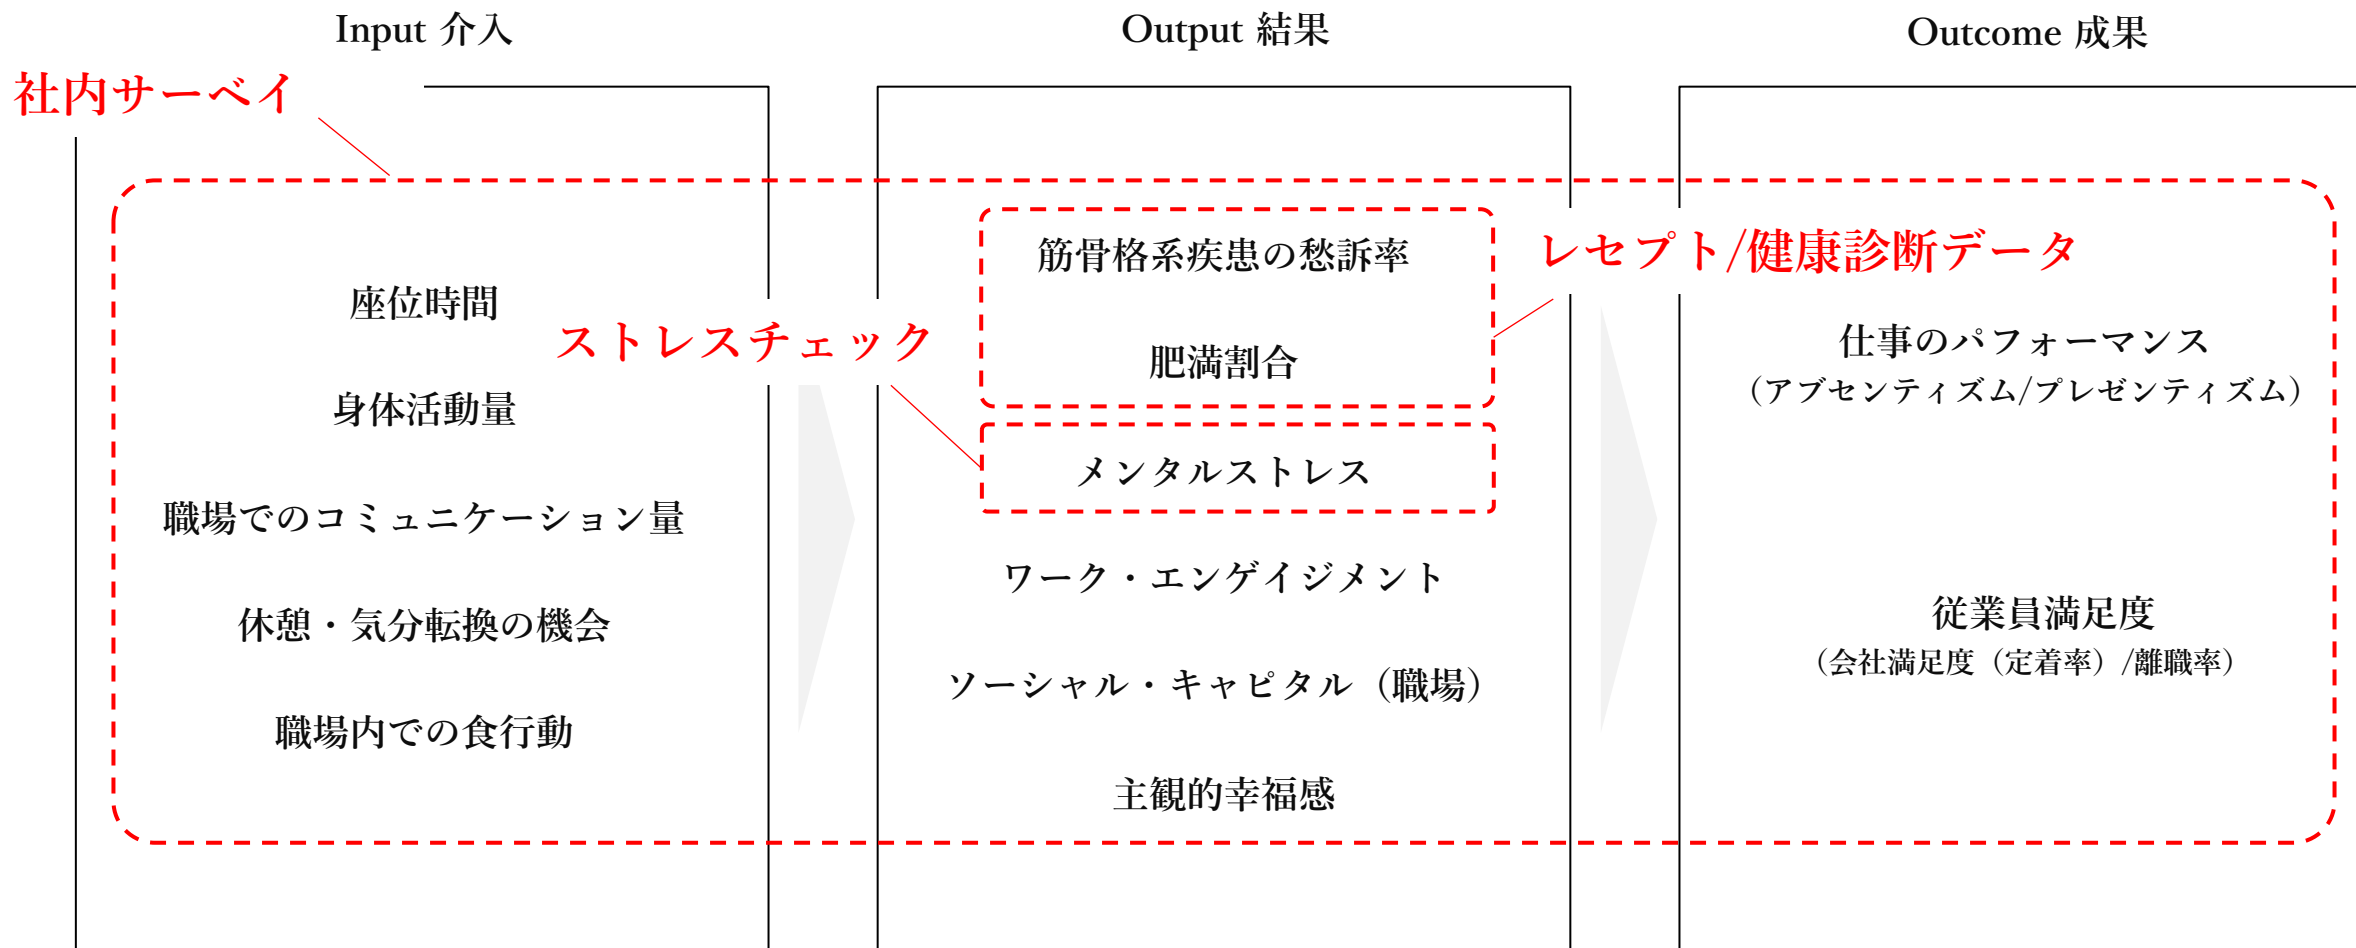 Input 介入
Output 結果
Outcome 成果
社内サーベイ
座位時間
身体活動量
職場でのコミュニケーション量
休憩・気分転換の機会
職場内での食行動
ストレスチェック
筋骨格系疾患の愁訴率
肥満割合
メンタルストレス
ワーク・エンゲイジメント
ソーシャル・キャピタル（職場）
主観的幸福感
レセプト/健康診断データ
仕事のパフォーマンス
（アブセンティズム/プレゼンティズム）
従業員満足度
（会社満足度（定着率）/離職率）